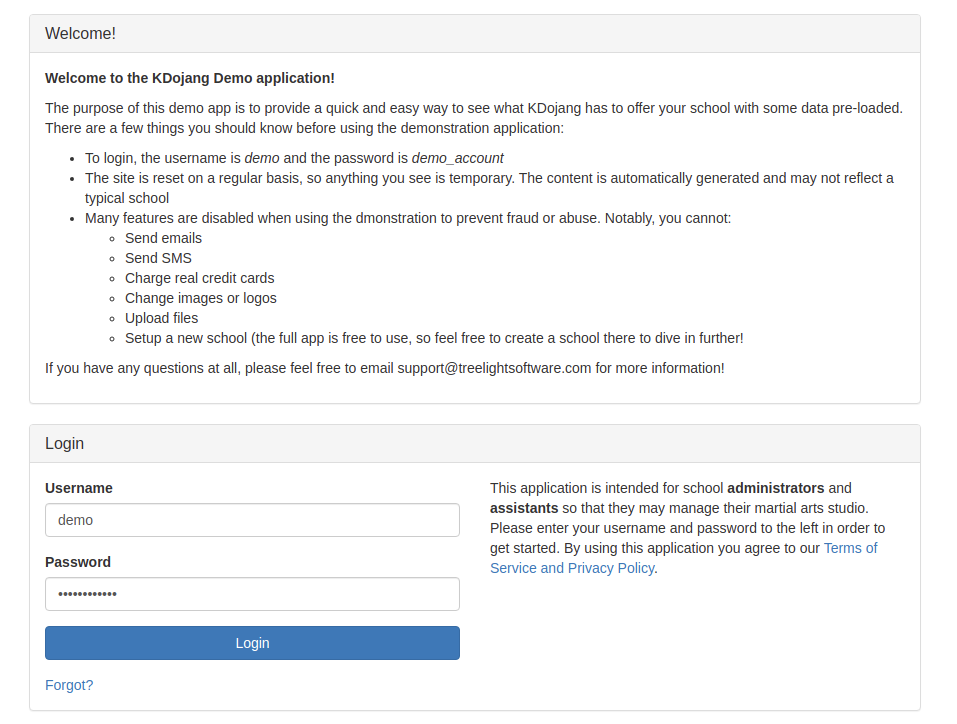 Welcome!
Welcome to the KDojang Demo application!
The purpose of this demo app is to provide a quick and easy way to see what KDojang has to offer your school with some data pre-loaded.
There are a few things you should know before using the demonstration application:
To login, the username is demo and the password is demo_account
The site is reset on a regular basis, so anything you see is temporary. The content is automatically generated and may not reflect a
typical school
Many features are disabled when using the dmonstration to prevent fraud or abuse. Notably, you cannot:
Send emails
Send SMS
Charge real credit cards
Change images or logos
Upload files
Setup a new school (the full app is free to use, so feel free to create a school there to dive in further!
If you have any questions at all, please feel free to email support@treelightsoftware.com for more information!
Login
Username
demo
Password
••••••••••••
Login
Forgot?
This application is intended for school administrators and
assistants so that they may manage their martial arts studio.
Please enter your username and password to the left in order to
get started. By using this application you agree to our Terms of
Service and Privacy Policy.